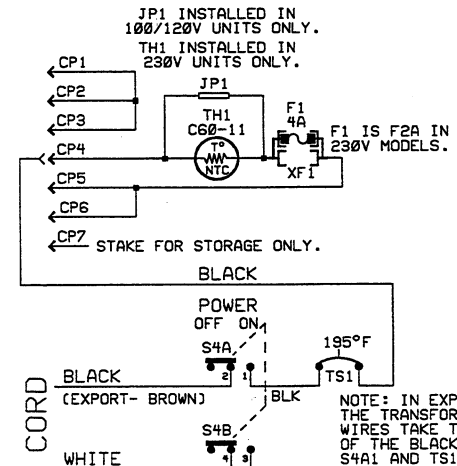 JP1 INSTALLED IN
100/120V UNITS ONLY.
TH1 INSTALLED IN
230V UNITS ONLY.
CP1
JP1
CP2
TH1
C60-11
F1
4A
CP3
F1 IS F2A IN
230V MODELS.
CP4
T°
NTC
XF1
CP5
CP6
CP7
STAKE FOR STORAGE ONLY.
BLACK
POWER
OFF ON
S4A
195°F
BLACK
2
1
TS1
(EXPORT- BROWN)
BLK
CORD
NOTE: IN EXP
THE TRANSFOR
WIRES TAKE T
OF THE BLACK
S4A1 AND TS1
S4B
WHITE
4
3